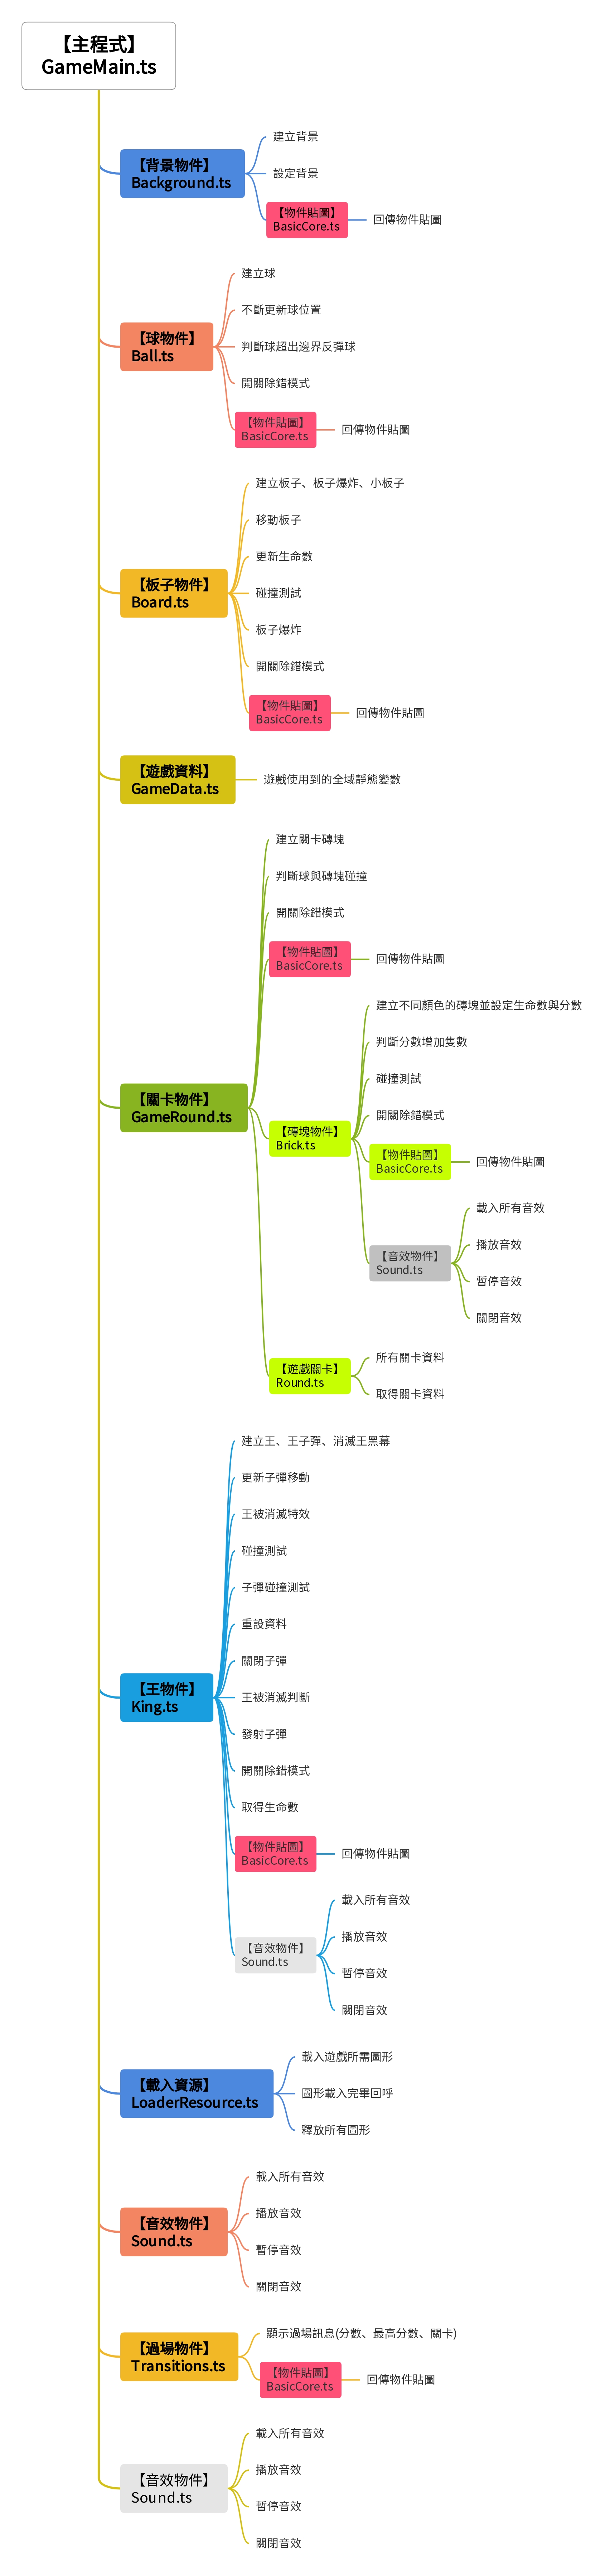 【主程式】
GameMain.ts
【背景物件】
Background.ts
建立背景
設定背景
【物件貼圖】
BasicCore.ts
回傳物件貼圖
【球物件】
Ball.ts
建立球
不斷更新球位置
判斷球超出邊界反彈球
開關除錯模式
【物件貼圖】
BasicCore.ts
回傳物件貼圖
【板子物件】
Board.ts
建立板子、板子爆炸、小板子
移動板子
更新生命數
碰撞測試
板子爆炸
開關除錯模式
【物件貼圖】
BasicCore.ts
回傳物件貼圖
【遊戲資料】
GameData.ts
遊戲使用到的全域靜態變數
【關卡物件】
GameRound.ts
建立關卡磚塊
判斷球與磚塊碰撞
開關除錯模式
【物件貼圖】
BasicCore.ts
回傳物件貼圖
【磚塊物件】
Brick.ts
建立不同顏色的磚塊並設定生命數與分數
判斷分數增加隻數
碰撞測試
開關除錯模式
【物件貼圖】
BasicCore.ts
回傳物件貼圖
【音效物件】
Sound.ts
載入所有音效
播放音效
暫停音效
關閉音效
【遊戲關卡】
Round.ts
所有關卡資料
取得關卡資料
【王物件】
King.ts
建立王、王子彈、消滅王黑幕
更新子彈移動
王被消滅特效
碰撞測試
子彈碰撞測試
重設資料
關閉子彈
王被消滅判斷
發射子彈
開關除錯模式
取得生命數
【物件貼圖】
BasicCore.ts
回傳物件貼圖
【音效物件】
Sound.ts
載入所有音效
播放音效
暫停音效
關閉音效
【載入資源】
LoaderResource.ts
載入遊戲所需圖形
圖形載入完畢回呼
釋放所有圖形
【音效物件】
Sound.ts
載入所有音效
播放音效
暫停音效
關閉音效
【過場物件】
Transitions.ts
顯示過場訊息(分數、最高分數、關卡)
【物件貼圖】
BasicCore.ts
回傳物件貼圖
【音效物件】
Sound.ts
載入所有音效
播放音效
暫停音效
關閉音效